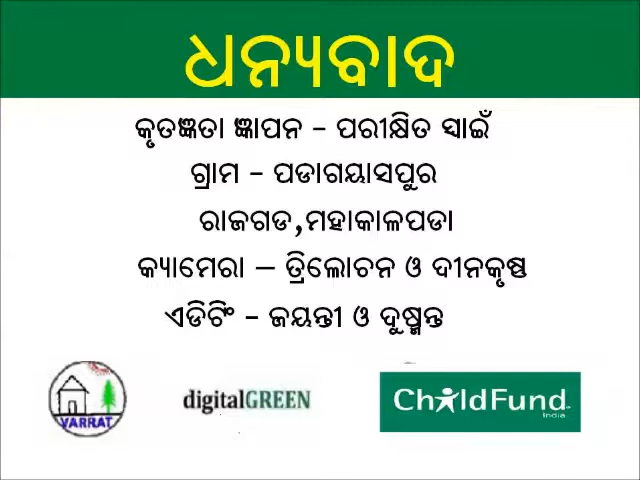 ଧନ୍ୟବାଦ
କୃତଜ୍ଞତା ଜ୍ଞାପନ – ପରୀକ୍ଷିତ ସ୍ବାଇଁ
ଗ୍ରାମ – ପଡାଗୟାସପୁର
ରାଜଗଡ,ମହାକାଳପଡା
କ୍ୟାମେରା – ତ୍ରିଲୋଚନ ଓ ଦୀନକୃଷ୍ଣ
ଏଡିଟିଂ – ଜୟନ୍ତୀ ଓ ଦୁଷ୍ମନ୍ତ
VARRAT
digitalGREEN
ChildFund
India